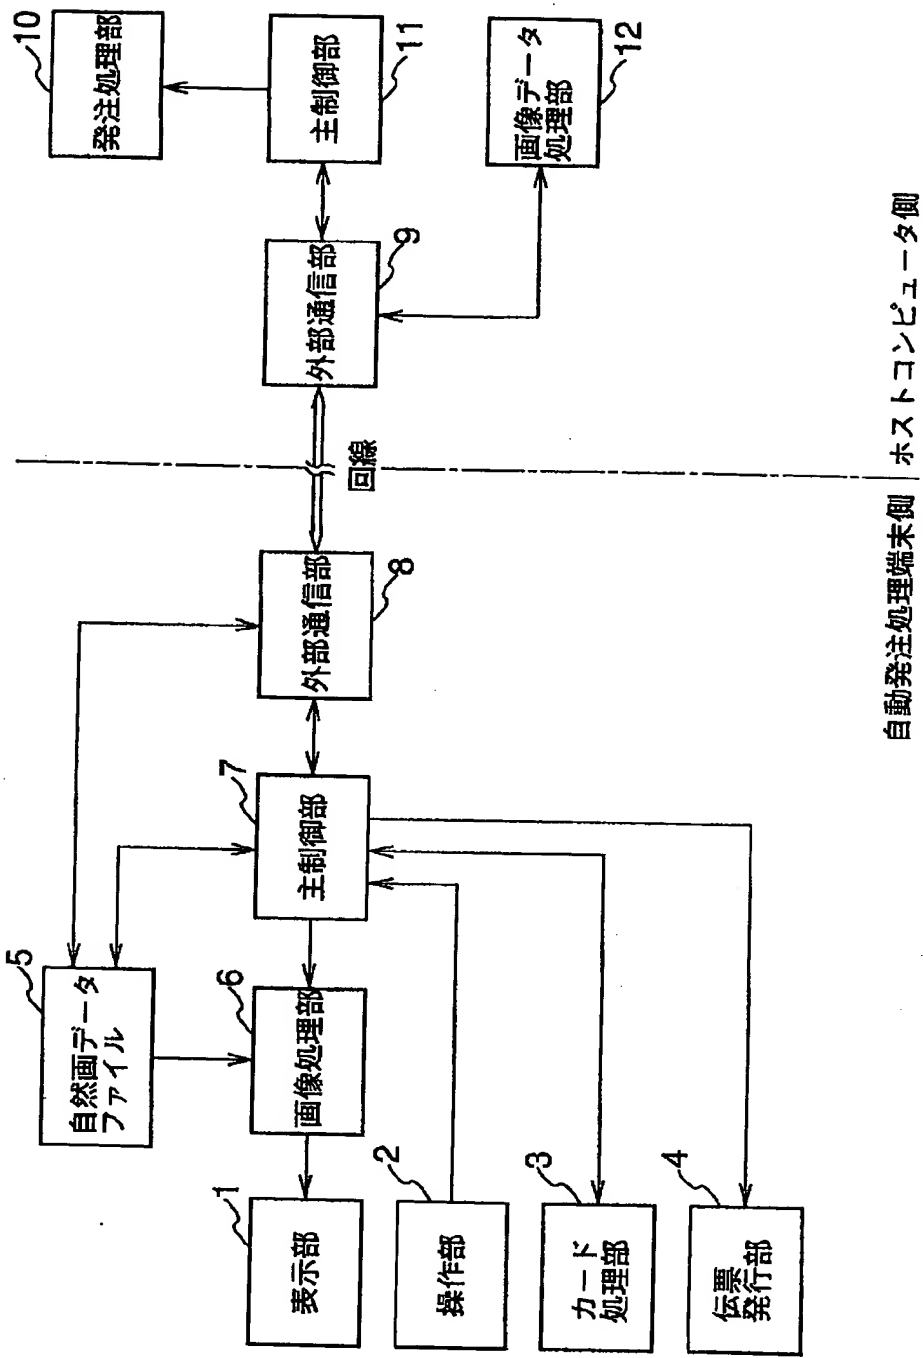 5
自然画データ
ファイル
1
表示部
6
画像処理部
7
主制御部
8
外部通信部
2
操作部
3
カード
処理部
4
伝票
発行部
回線
9
外部通信部
10
発注処理部
11
主制御部
12
画像データ
処理部
自動発注処理端末側
ホストコンピュータ側